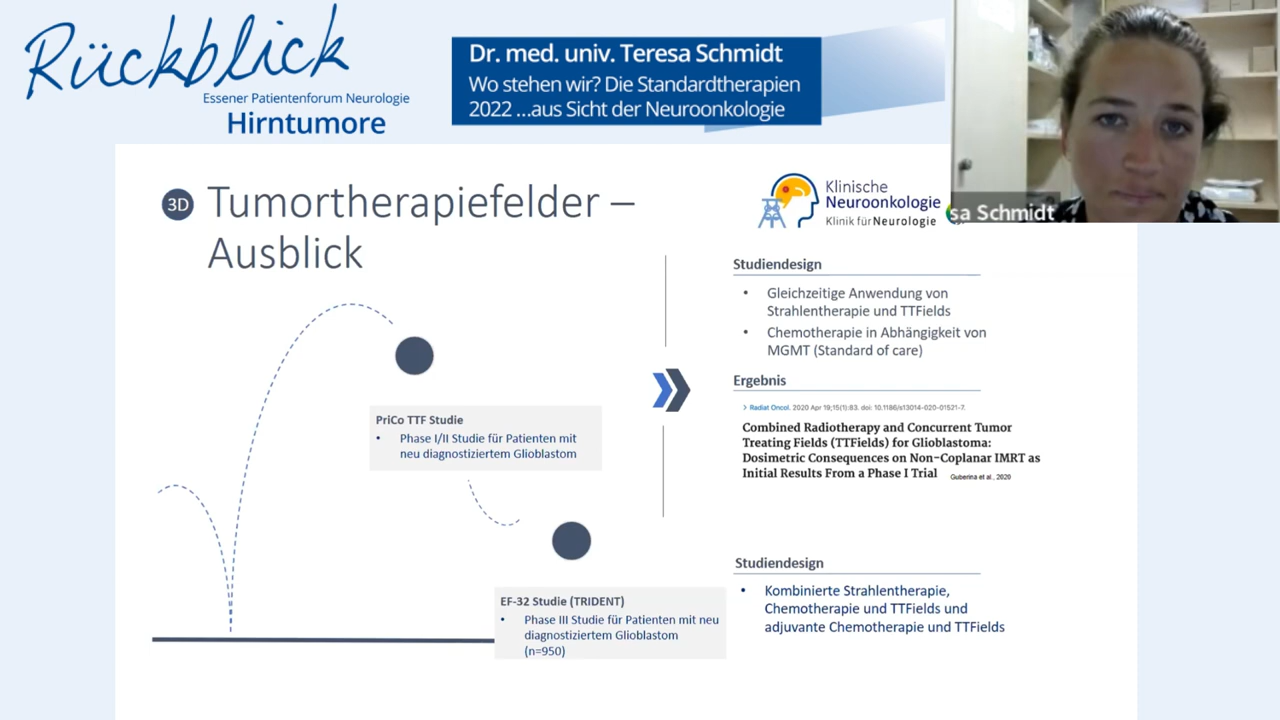 Rückblick
Essener Patientenforum Neurologie
Hirntumore
Dr. med. univ. Teresa Schmidt
Wo stehen wir? Die Standardtherapien
2022 ...aus Sicht der Neuroonkologie
sa Schmidt
3D
Tumortherapiefelder –
Ausblick
Klinische
Neuroonkologie
Klinik für Neurologie
PriCo TTF Studie
• Phase I/II Studie für Patienten mit
neu diagnostiziertem Glioblastom
EF-32 Studie (TRIDENT)
• Phase III Studie für Patienten mit neu
diagnostiziertem Glioblastom
(n=950)
Studiendesign
• Gleichzeitige Anwendung von
Strahlentherapie und TTFields
• Chemotherapie in Abhängigkeit von
MGMT (Standard of care)
Ergebnis
> Radiat Oncol. 2020 Apr 19;15(1):83. doi: 10.1186/s13014-020-01521-7.
Combined Radiotherapy and Concurrent Tumor
Treating Fields (TTFields) for Glioblastoma:
Dosimetric Consequences on Non-Coplanar IMRT as
Initial Results From a Phase I Trial
Guberina et al., 2020
Studiendesign
• Kombinierte Strahlentherapie,
Chemotherapie und TTFields und
adjuvante Chemotherapie und TTFields